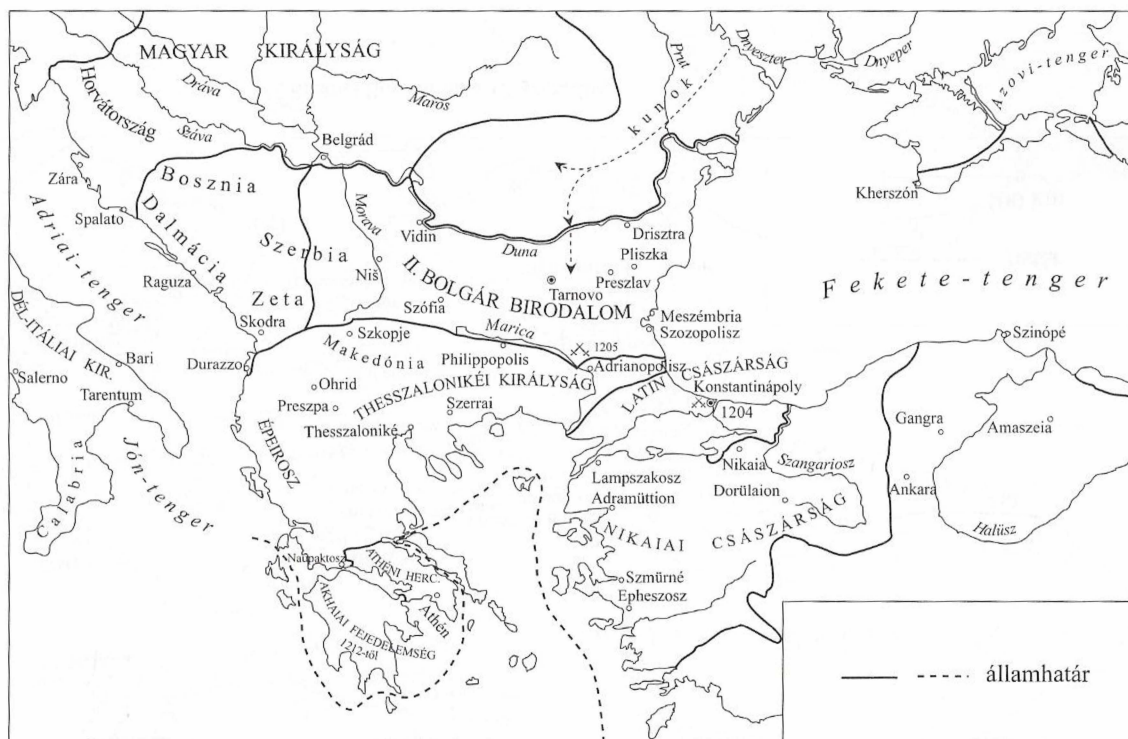 MAGYAR KIRÁLYSÁG
Horvátország
Dráva
Száva
Maros
Prut
Dnyeszter
Dnyeper
Azovi-tenger
kunok
Belgrád
Zára
Bosznia
Kherszón
Spalato
Dalmácia
Szerbia
Morava
Vidin
Duna
Drisztra
Pliszka
Adriai-tenger
Raguza
Niš
II. BOLGÁR BIRODALOM
Preszlav
Tarnovo
Fekete-tenger
Zeta
Szófia
Meszémbria
Szozopolisz
DÉL-ITÁLIAI KIR.
Skodra
Szkopje
Marica
1205
Szinópé
Bari
Durazzo
Makedónia
Philippopolis
Adrianopolisz
LATIN CSÁSZÁRSÁG
Salerno
Ohrid
THESSZALONIKÉI KIRÁLYSÁG
Konstantinápoly
1204
Tarentum
Preszpa
Szerrai
Gangra
Amaszeia
Thesszaloniké
ÉPEIROSZ
Nikaia
Szangariosz
Calabria
Jón-tenger
Lampszakosz
Adramüttion
Dorülaion
Ankara
NIKAIAI CSÁSZÁRSÁG
Halüsz
Naupaktosz
ATHÉNI HERC.
Szmürné
Epheszosz
Athén
AKHAIAI FEJEDELEMSÉG
1212-től
államhatár